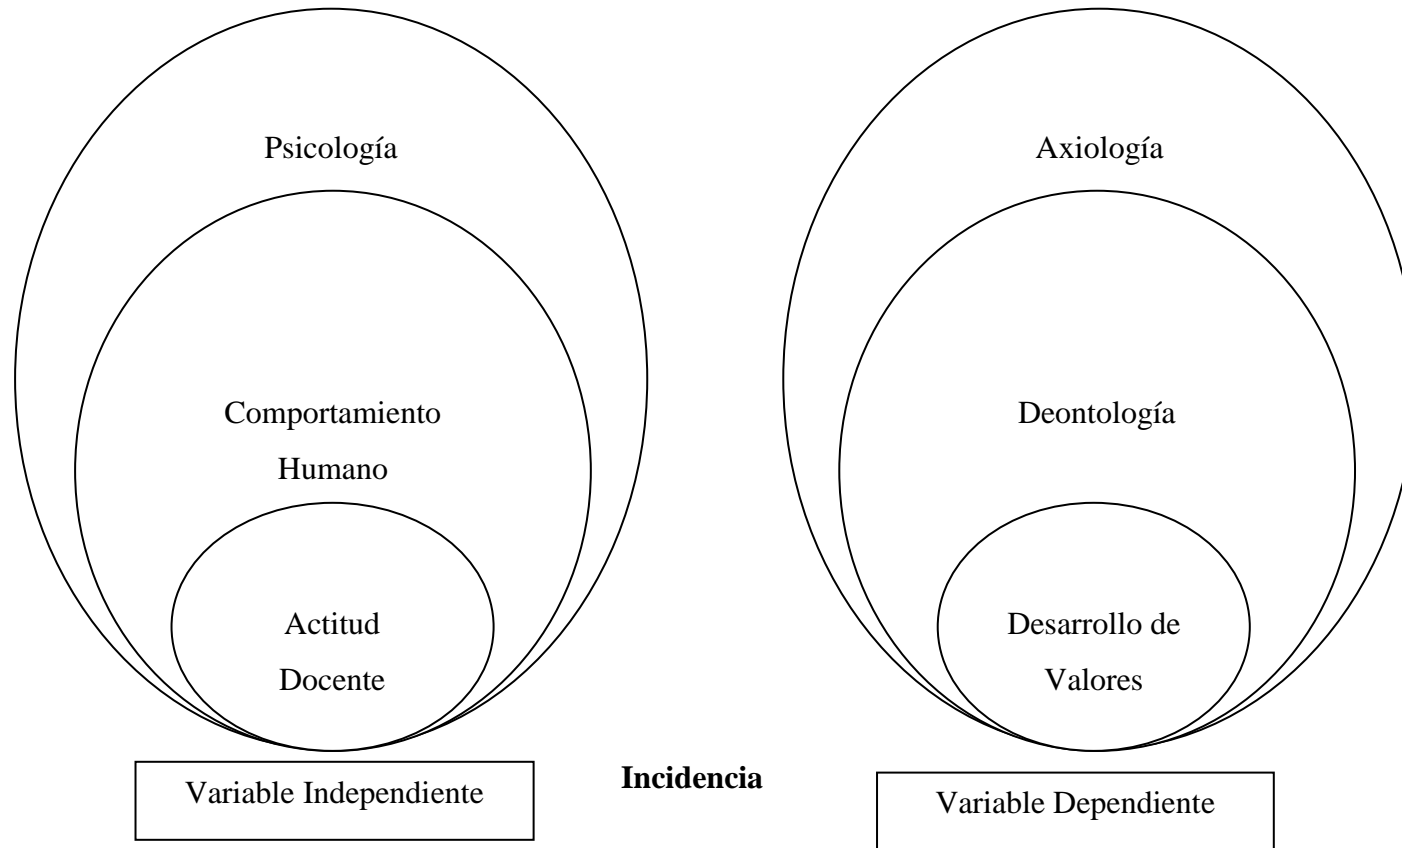 Psicología
Comportamiento
Humano
Actitud
Docente
Variable Independiente
Incidencia
Axiología
Deontología
Desarrollo de
Valores
Variable Dependiente